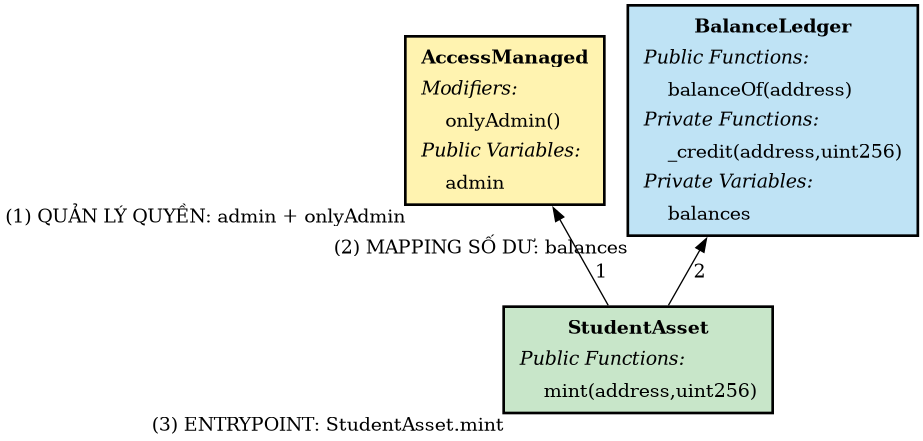 AccessManaged
Modifiers:
onlyAdmin()
Public Variables:
admin
(1) QUẢN LÝ QUYỀN: admin + onlyAdmin
BalanceLedger
Public Functions:
balanceOf(address)
Private Functions:
_credit(address,uint256)
Private Variables:
balances
(2) MAPPING SỐ DƯ: balances
1
2
StudentAsset
Public Functions:
mint(address,uint256)
(3) ENTRYPOINT: StudentAsset.mint